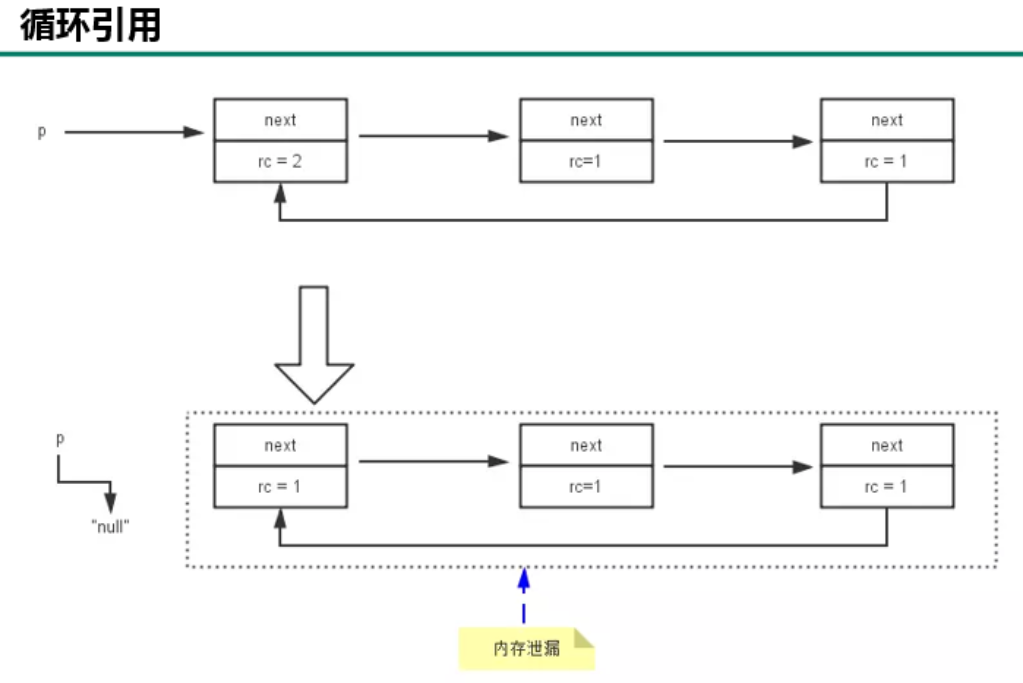 循环引用
p
next
next
next
rc = 2
rc=1
rc = 1
p
next
next
next
rc = 1
rc=1
rc = 1
"null"
内存泄漏